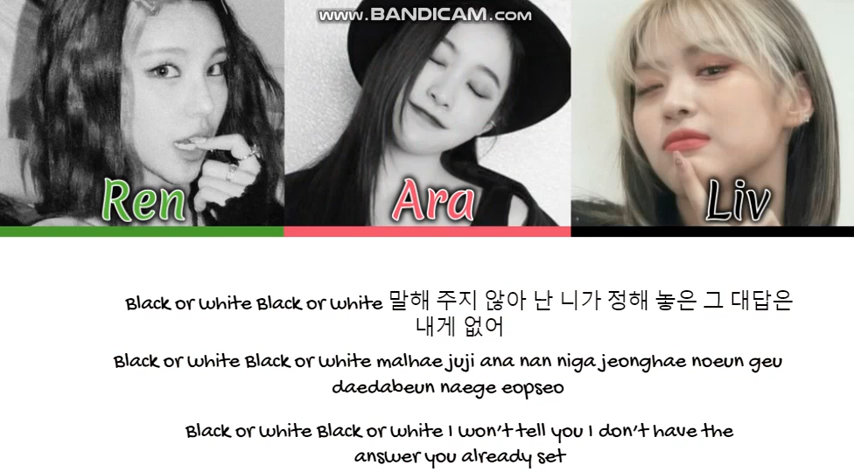 www.BANDICAM.com
Ren Ara Liv
Black or white Black or white 말해 주지 않아 난 니가 정해 놓은 그 대답은
내게 없어
Black or white Black or white malhae juji ana nan niga jeonghae noeun geu
daedabeun naege eopseo
Black or white Black or white I won't tell you I don't have the
answer you already set